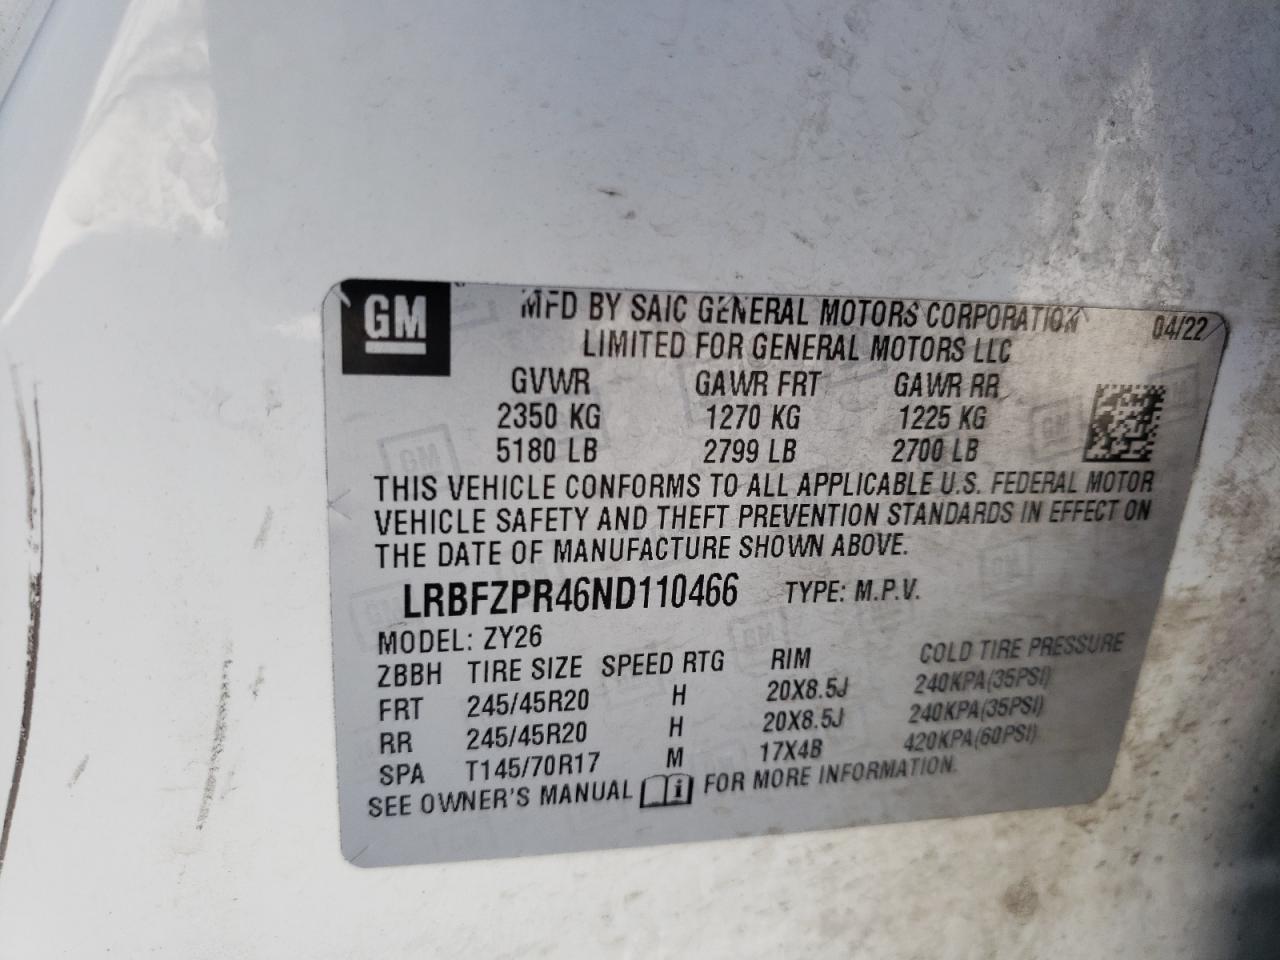 GM
MFD BY SAIC GENERAL MOTORS CORPORATION 04/22
LIMITED FOR GENERAL MOTORS LLC
GVWR GAWR FRT GAWR RR
2350 KG 1270 KG 1225 KG
5180 LB 2799 LB 2700 LB
THIS VEHICLE CONFORMS TO ALL APPLICABLE U.S. FEDERAL MOTOR
VEHICLE SAFETY AND THEFT PREVENTION STANDARDS IN EFFECT ON
THE DATE OF MANUFACTURE SHOWN ABOVE.
LRBFZPR46ND110466 TYPE: M.P.V.
MODEL: ZY26
ZBBH TIRE SIZE SPEED RTG RIM COLD TIRE PRESSURE
FRT 245/45R20 H 20X8.5J 240KPA(35PSI)
RR 245/45R20 H 20X8.5J 240KPA(35PSI)
SPA T145/70R17 M 17X4B 420KPA(60PSI)
SEE OWNER'S MANUAL i FOR MORE INFORMATION.